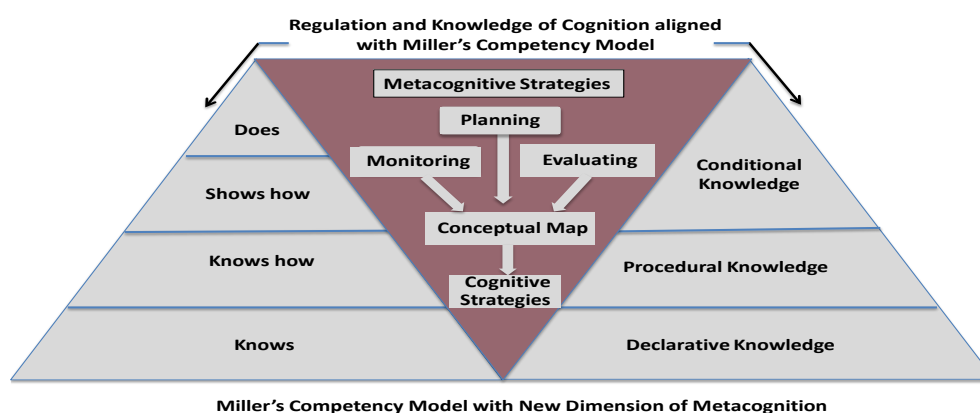 Regulation and Knowledge of Cognition aligned
with Miller's Competency Model
Metacognitive Strategies
Planning
Does
Monitoring
Evaluating
Conditional
Knowledge
Shows how
Conceptual Map
Knows how
Procedural Knowledge
Cognitive
Strategies
Knows
Declarative Knowledge
Miller's Competency Model with New Dimension of Metacognition